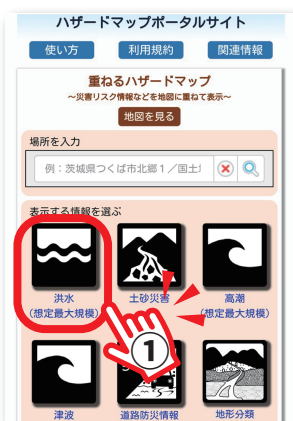 ハザードマップポータルサイト
使い方 利用規約 関連情報
重ねるハザードマップ
~災害リスク情報などを地図に重ねて表示~
地図を見る
場所を入力
例:茨城県つくば市北郷1/国土
表示する情報を選ぶ
洪水 土砂災害 高潮
(想定最大規模) (想定最大規模)
①
津波 道路防災情報 地形分類